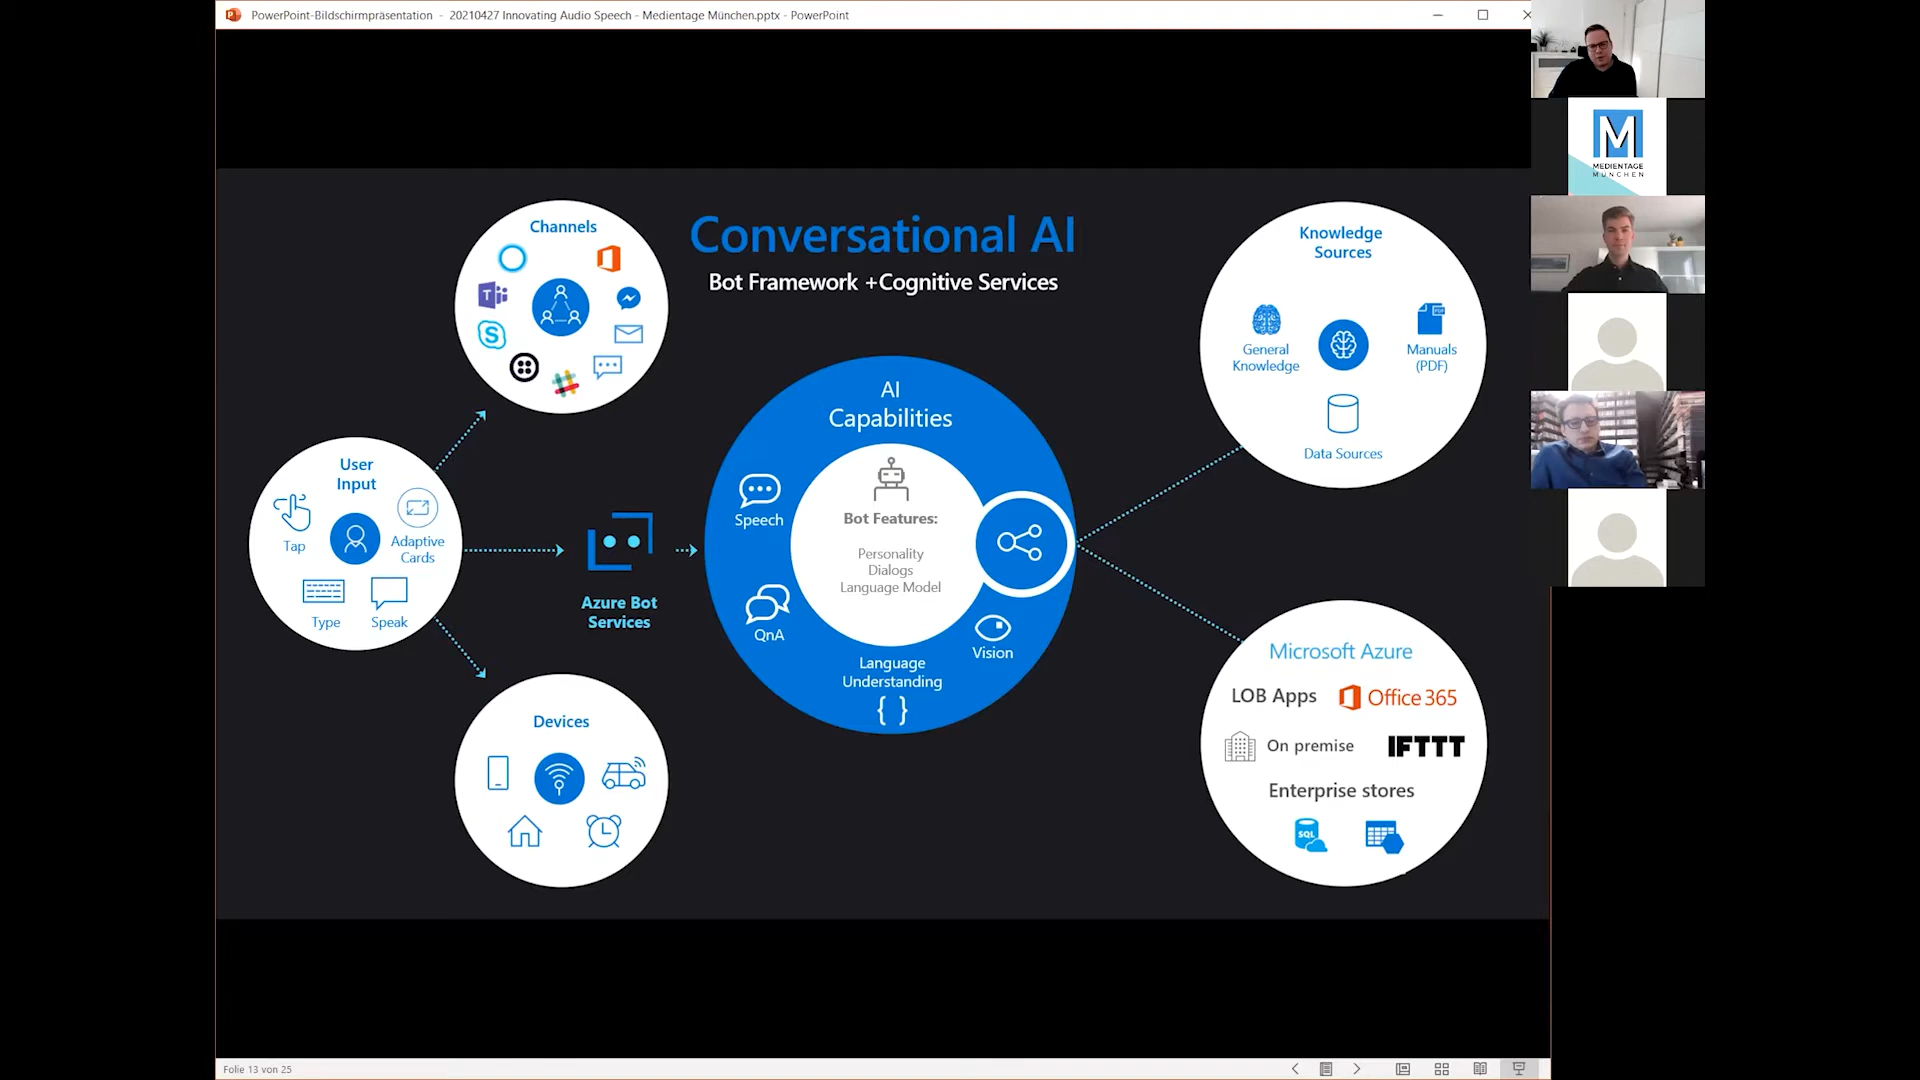 PowerPoint-Bildschirmpräsentation - 20210427 Innovating Audio Speech - Medientage München.pptx - PowerPoint
M
MEDIENTAGE
MÜNCHEN
Conversational AI
Bot Framework +Cognitive Services
Channels
T
S
User
Input
Tap
Adaptive
Cards
Type
Speak
Devices
Azure Bot
Services
AI
Capabilities
Speech
QnA
Language
Understanding
{ }
Vision
Bot Features:
Personality
Dialogs
Language Model
Knowledge
Sources
General
Knowledge
PDF
Manuals
(PDF)
Data Sources
Microsoft Azure
LOB Apps
Office 365
On premise
IFTTT
Enterprise stores
SQL
Folie 13 von 25